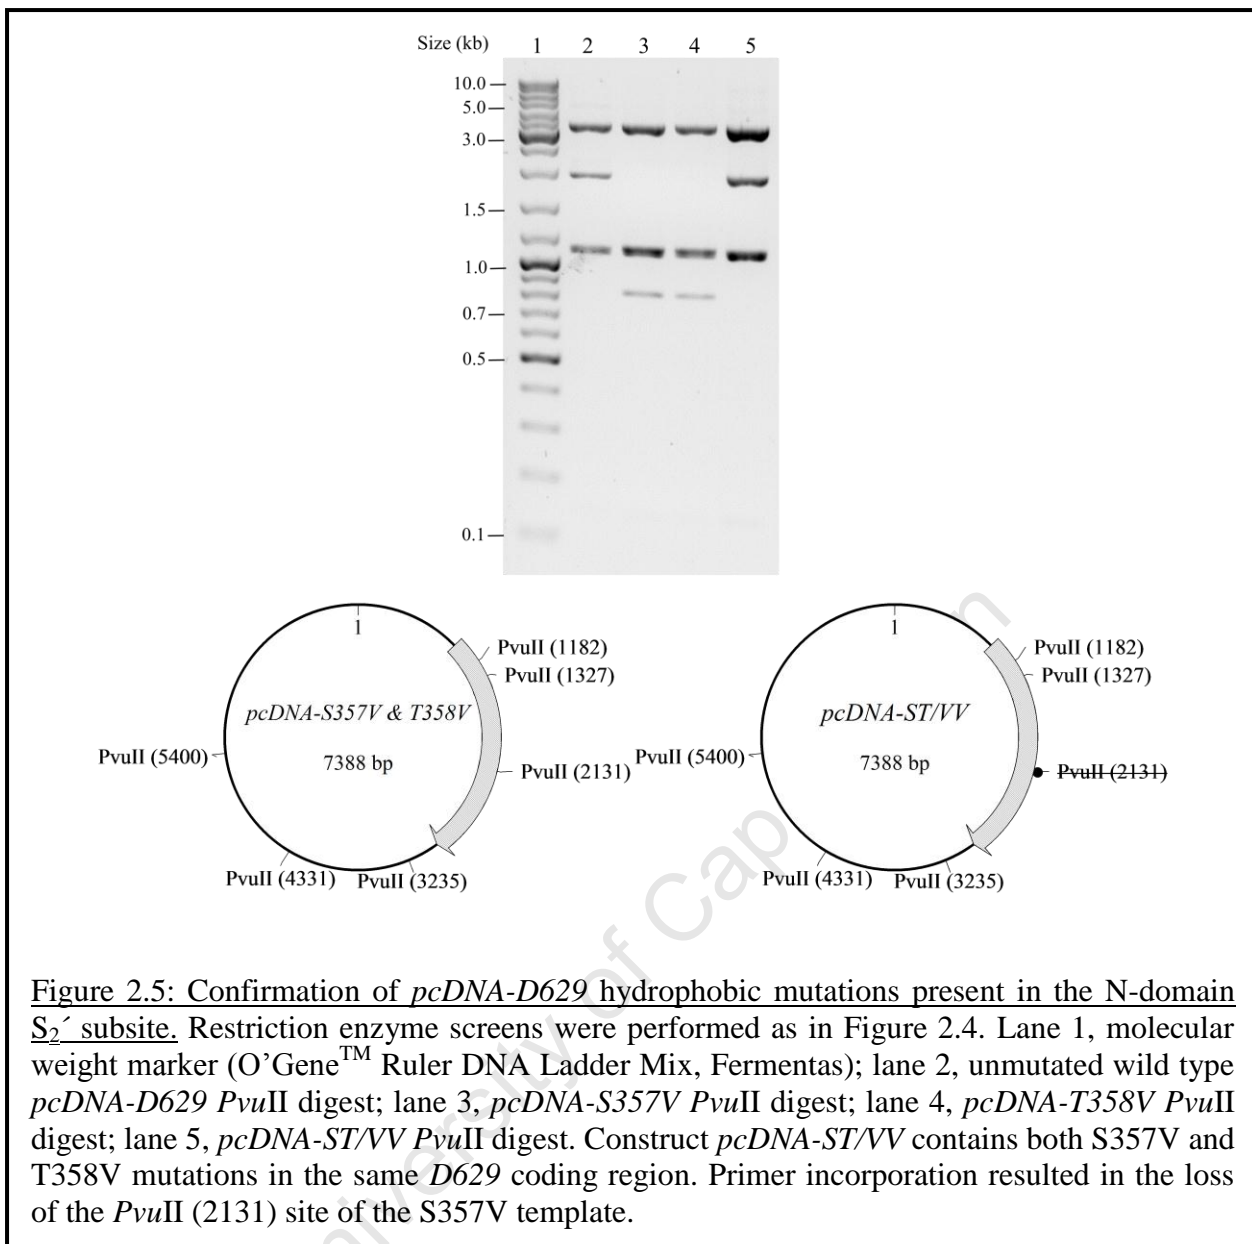 Size (kb) 1 2 3 4 5
10.0
5.0
3.0
1.5
1.0
0.7
0.5
0.1
1
PvuII (1182)
PvuII (1327)
pcDNA-S357V & T358V
7388 bp
PvuII (5400)
PvuII (2131)
PvuII (4331)
PvuII (3235)
1
PvuII (1182)
PvuII (1327)
pcDNA-ST/VV
7388 bp
PvuII (5400)
PvuII (2131)
PvuII (4331)
PvuII (3235)
University of Cap
n
Figure 2.5: Confirmation of pcDNA-D629 hydrophobic mutations present in the N-domain
S₂´ subsite. Restriction enzyme screens were performed as in Figure 2.4. Lane 1, molecular
weight marker (O’Gene™ Ruler DNA Ladder Mix, Fermentas); lane 2, unmutated wild type
pcDNA-D629 PvuII digest; lane 3, pcDNA-S357V PvuII digest; lane 4, pcDNA-T358V PvuII
digest; lane 5, pcDNA-ST/VV PvuII digest. Construct pcDNA-ST/VV contains both S357V and
T358V mutations in the same D629 coding region. Primer incorporation resulted in the loss
of the PvuII (2131) site of the S357V template.